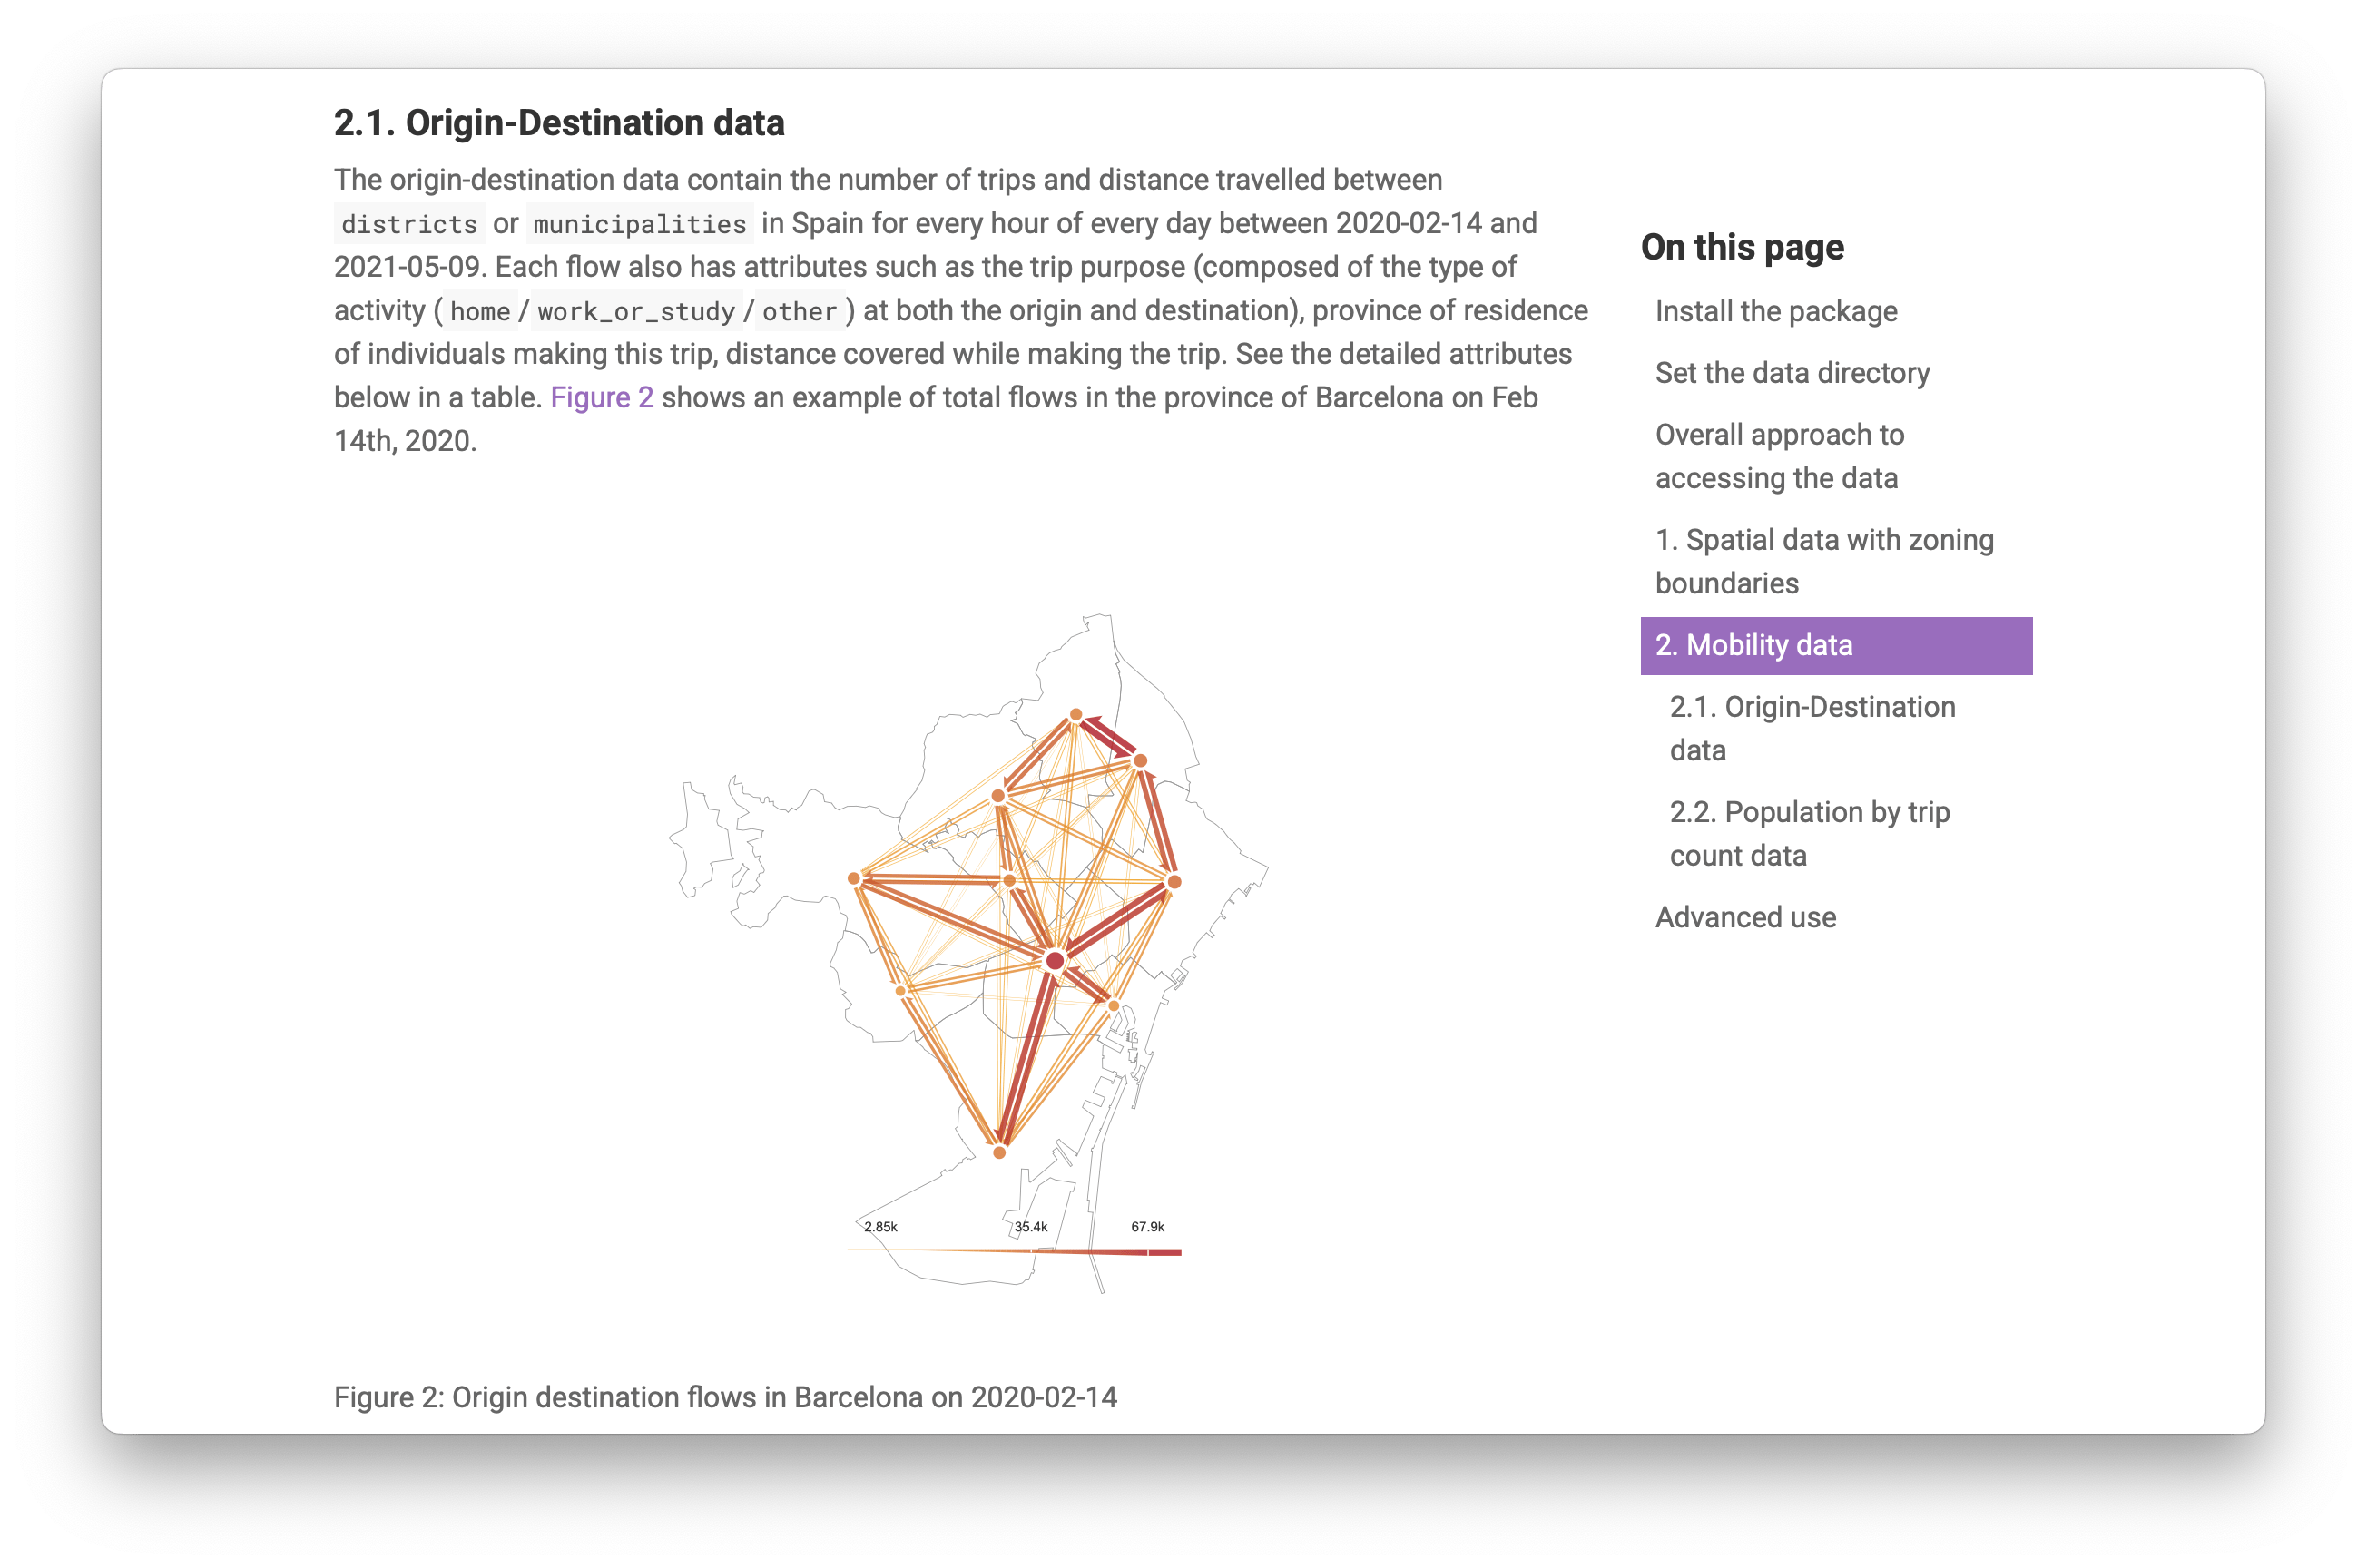 2.1. Origin-Destination data
The origin-destination data contain the number of trips and distance travelled between
districts or municipalities in Spain for every hour of every day between 2020-02-14 and
2021-05-09. Each flow also has attributes such as the trip purpose (composed of the type of
activity ( home / work_or_study / other ) at both the origin and destination), province of residence
of individuals making this trip, distance covered while making the trip. See the detailed attributes
below in a table. Figure 2 shows an example of total flows in the province of Barcelona on Feb
14th, 2020.
2.85k 35.4k 67.9k
Figure 2: Origin destination flows in Barcelona on 2020-02-14
On this page
Install the package
Set the data directory
Overall approach to
accessing the data
1. Spatial data with zoning
boundaries
2. Mobility data
2.1. Origin-Destination
data
2.2. Population by trip
count data
Advanced use